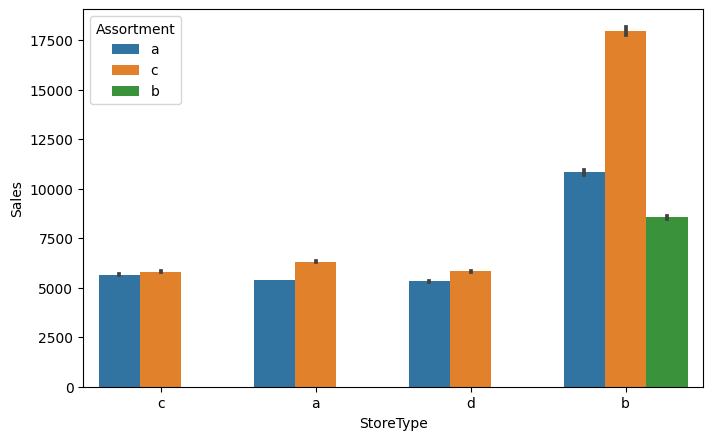 Assortment
a
c
b
17500
15000
12500
10000
7500
5000
2500
0
Sales
c
a
d
b
StoreType